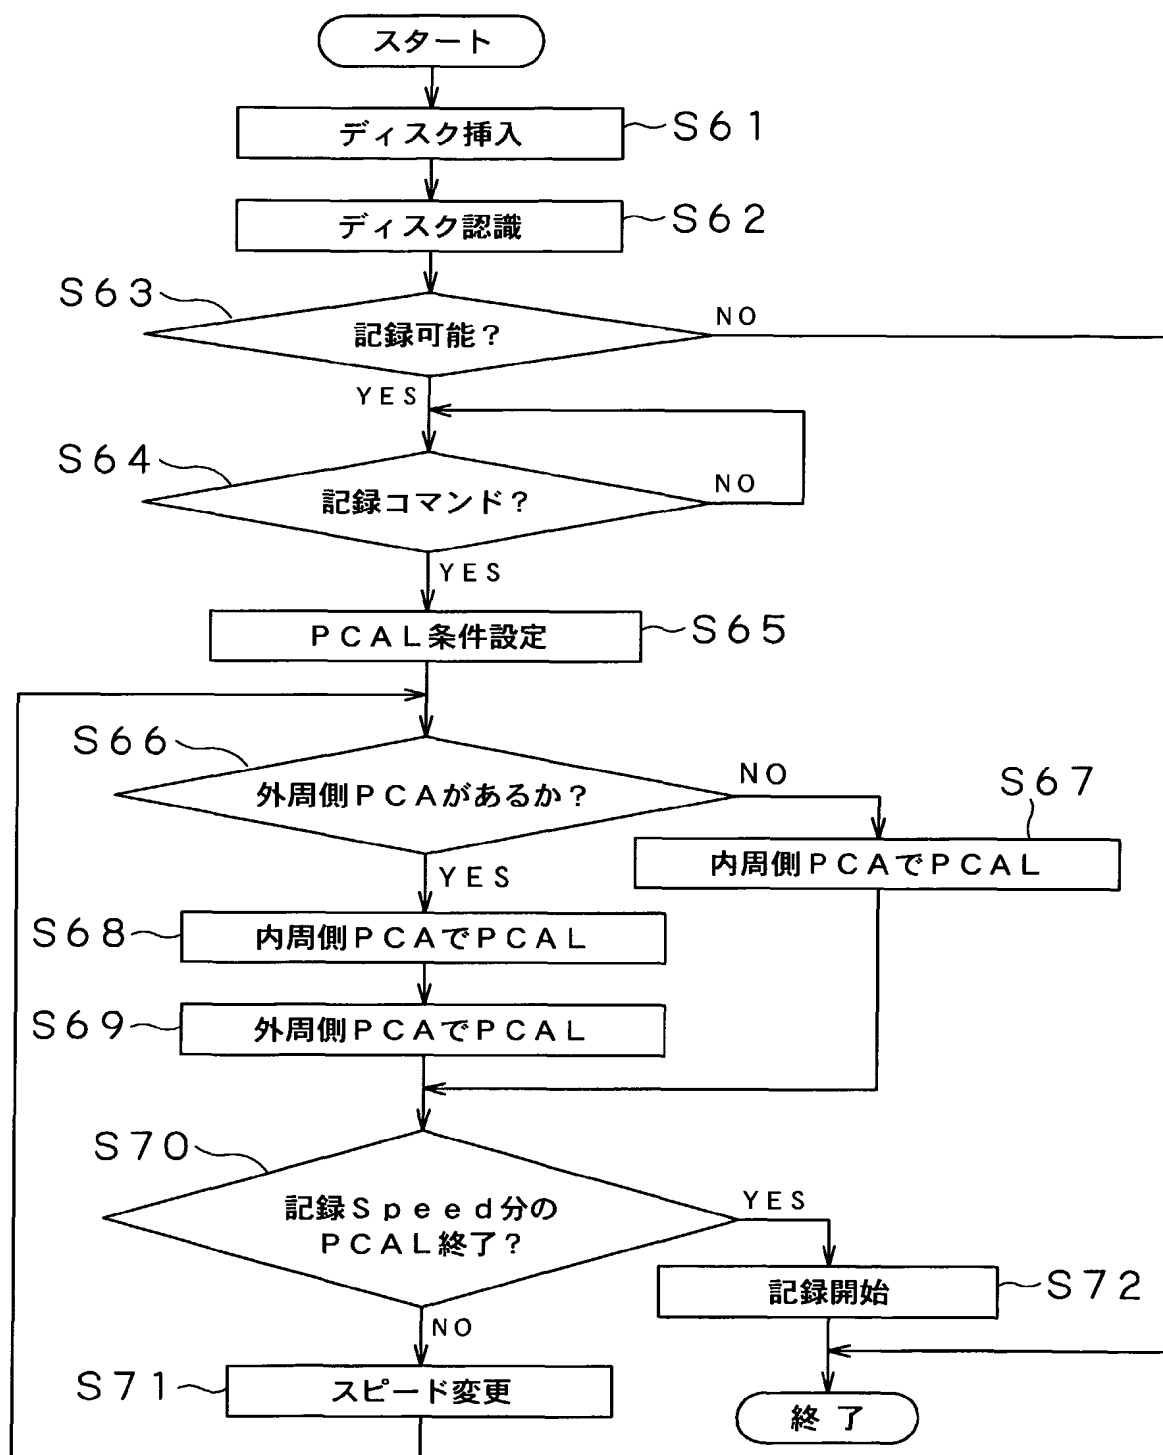 スタート
ディスク挿入
S61
ディスク認識
S62
S63
記録可能?
NO
YES
S64
記録コマンド?
NO
YES
PCAL条件設定
S65
S66
外周側PCAがあるか?
NO
S67
内周側PCAでPCAL
YES
S68
内周側PCAでPCAL
S69
外周側PCAでPCAL
S70
記録Speed分の
PCAL終了?
YES
記録開始
S72
NO
S71
スピード変更
終了